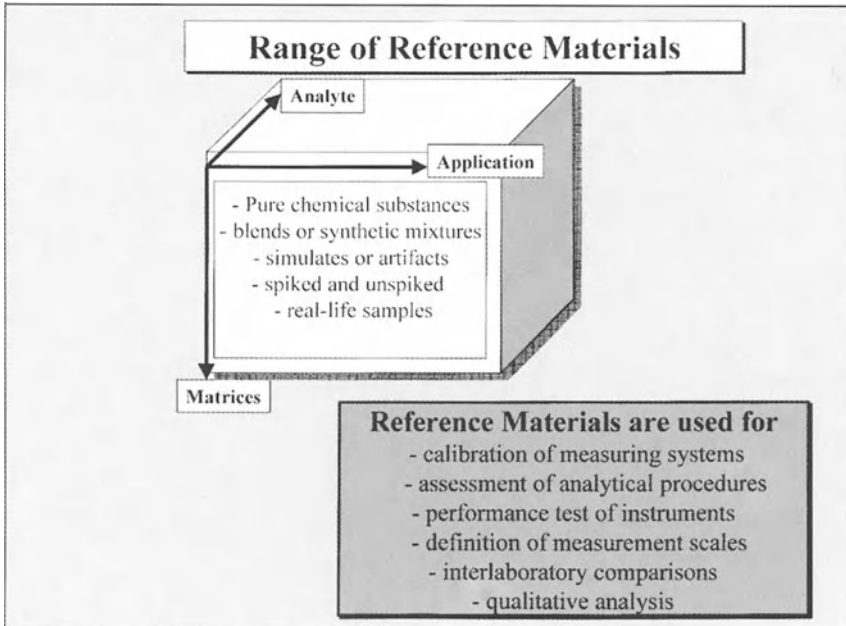 Range of Reference Materials
Analyte
Application
- Pure chemical substances
- blends or synthetic mixtures
- simulates or artifacts
- spiked and unspiked
- real-life samples
Matrices
Reference Materials are used for
- calibration of measuring systems
- assessment of analytical procedures
- performance test of instruments
- definition of measurement scales
- interlaboratory comparisons
- qualitative analysis